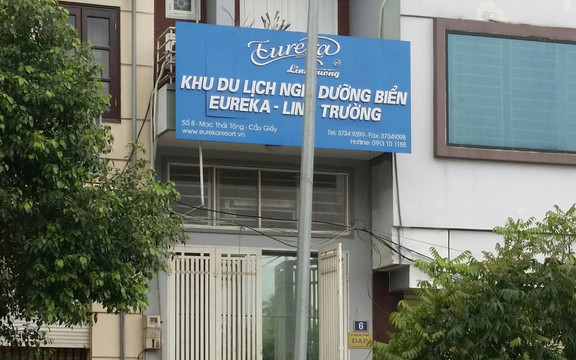 Eureka
Linh Trường
KHU DU LỊCH NGHỈ DƯỠNG BIỂN
EUREKA - LINH TRƯỜNG
Số 8 - Mạc Thái Tông - Cầu Giấy
www.eurekaresort.vn
Tel: 3734 9399 - Fax: 37349398
Hotline: 0913 10 1188
6
DAP